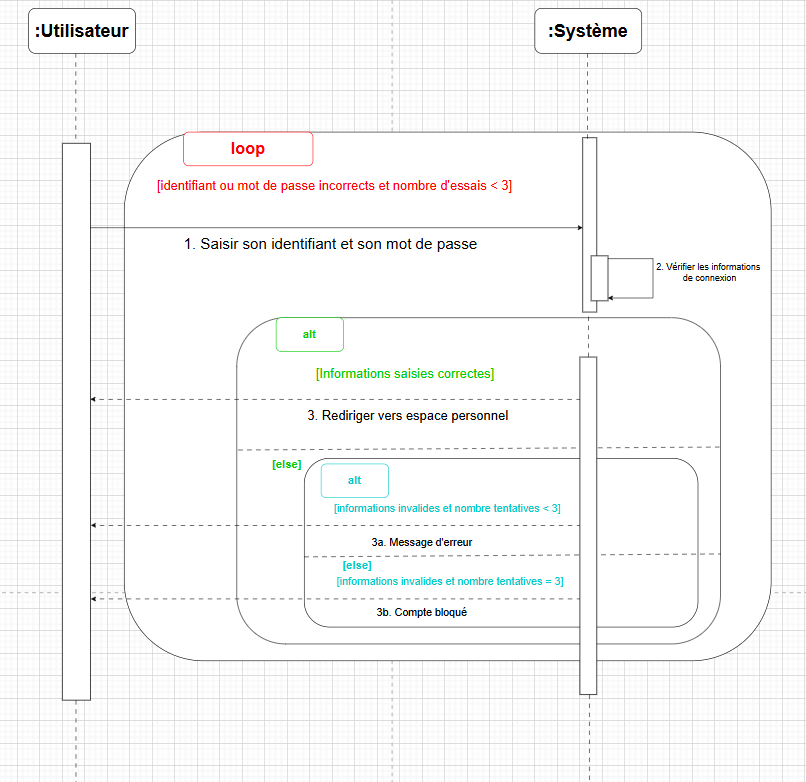 :Utilisateur
:Système
loop
[identifiant ou mot de passe incorrects et nombre d'essais < 3]
1. Saisir son identifiant et son mot de passe
2. Vérifier les informations
de connexion
alt
[Informations saisies correctes]
3. Rediriger vers espace personnel
[else]
alt
[informations invalides et nombre tentatives < 3]
3a. Message d'erreur
[else]
[informations invalides et nombre tentatives = 3]
3b. Compte bloqué